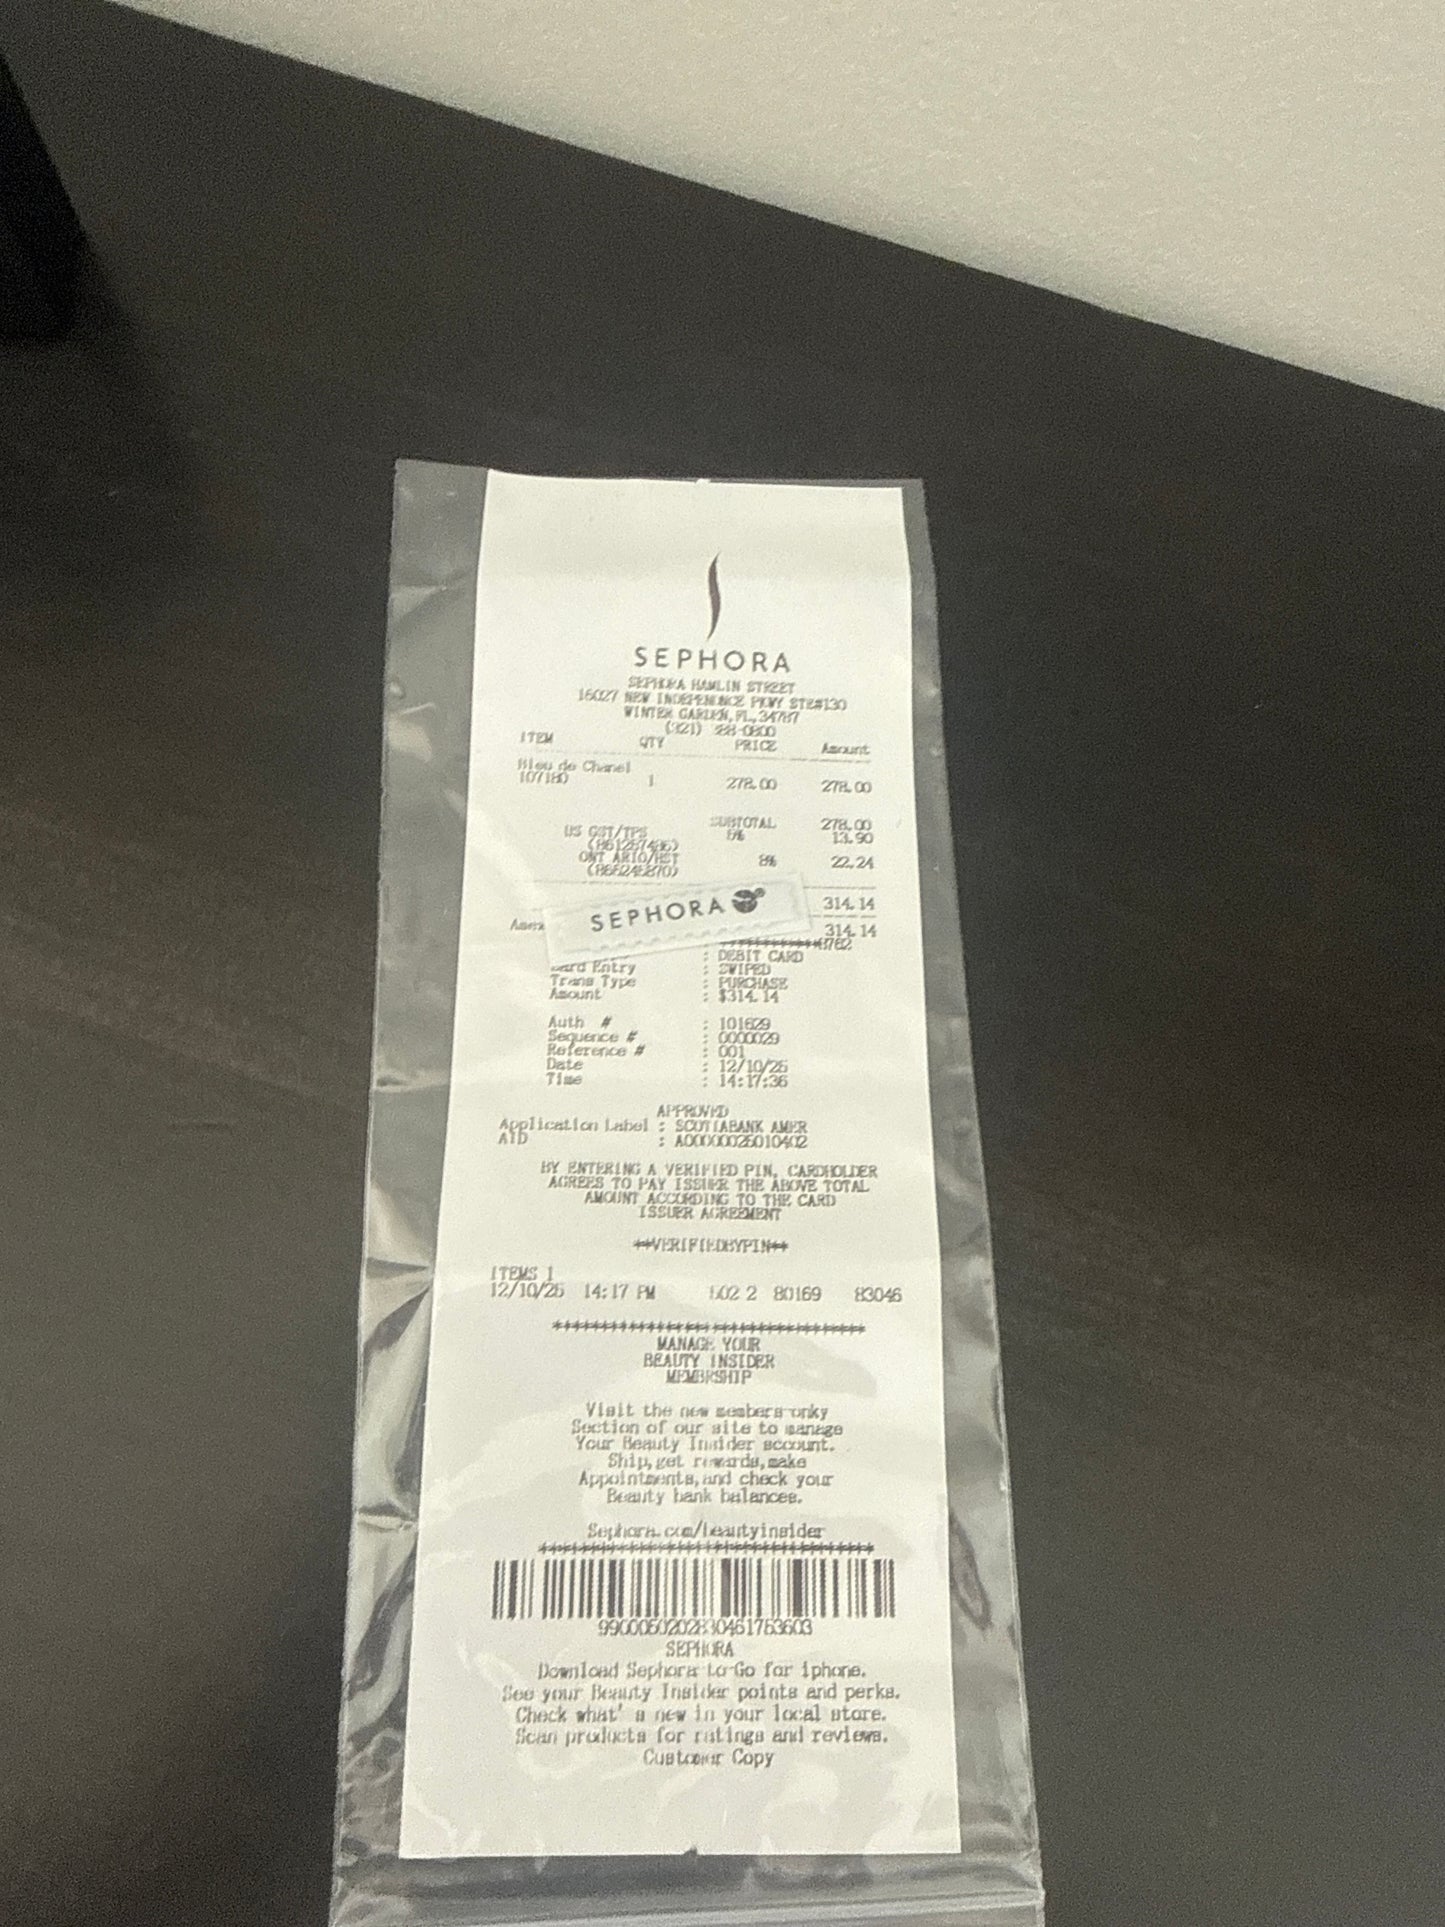 SEPHORA
SEPHORA HAMLIN STREET
16027 NEW INDEPENENCE PKWY STE#130
WINTER GARDEN, FL, 34787
(321) -0800
ITEM QTY PRICE Amount
Bleu de Chanel
107180 1 278.00 278.00
SUBTOTAL 278.00
US GST/TPS 5% 13.90
(861267486)
ONT ARIO/HST 8% 22.24
(865245870)
314.14
SEPHORA
Amex 314.14
DEBIT CARD
Card Entry : SWIPED
Trans Type : PURCHASE
Amount : $314.14
Auth # : 101629
Sequence # : 0000029
Reference # : 001
Date : 12/10/25
Time : 14:17:36
APPROVED
Application Label : SCOTIABANK AMER
AID : A00000025010402
BY ENTERING A VERIFIED PIN, CARDHOLDER
AGREES TO PAY ISSUER THE ABOVE TOTAL
AMOUNT ACCORDING TO THE CARD
ISSUER AGREEMENT
**VERIFIEDBYPIN**
ITEMS 1
12/10/25 14:17 PM 502 2 80169 83046
*************************************
MANAGE YOUR
BEAUTY INSIDER
MEMBRSHIP
Visit the new members-onky
Section of our site to manage
Your Beauty Insider account.
Ship,get rewards,make
Appointments,and check your
Beauty bank balances.
Sephora.com/beautyinsider
*************************************
9900050202830461753603
SEPHORA
Download Sephora to-Go for iphone.
See your Beauty Insider points and perks.
Check what's new in your local store.
Scan products for ratings and reviews.
Customer Copy